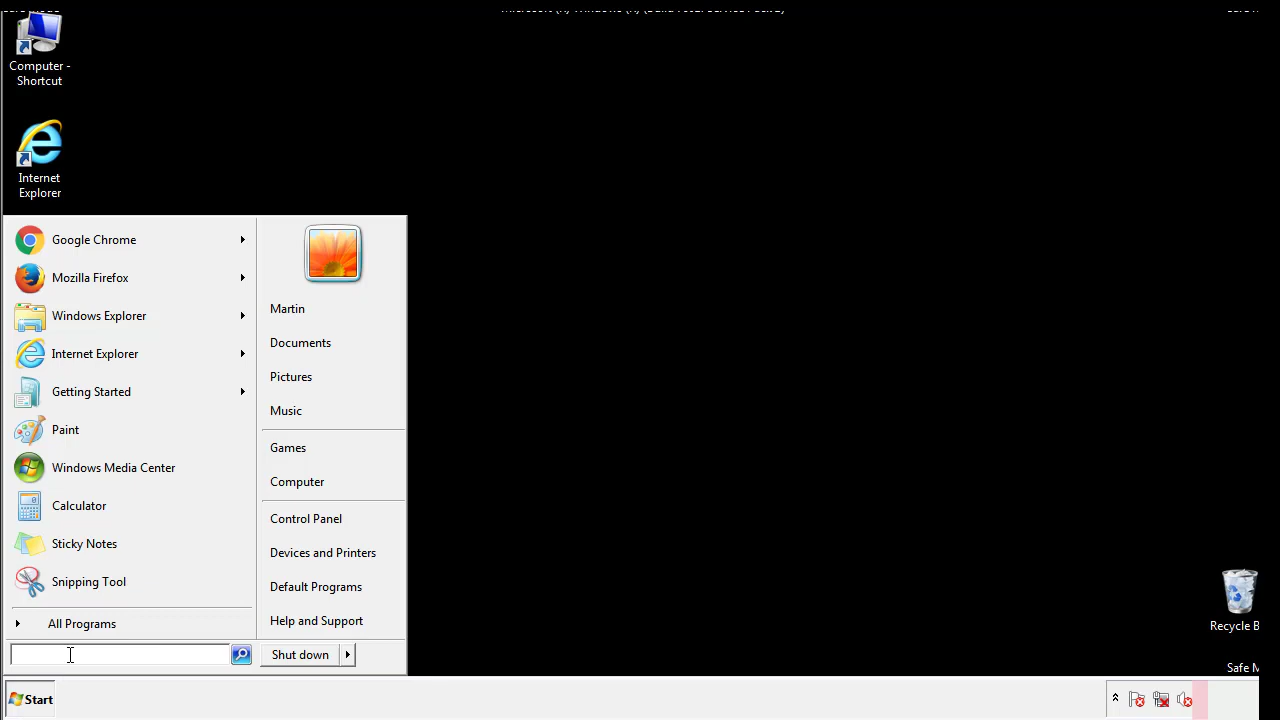 Computer -
Shortcut
Internet
Explorer
Google Chrome
Mozilla Firefox
Windows Explorer
Internet Explorer
Getting Started
Paint
Windows Media Center
Calculator
Sticky Notes
Snipping Tool
All Programs
Martin
Documents
Pictures
Music
Games
Computer
Control Panel
Devices and Printers
Default Programs
Help and Support
Shut down
Recycle B
Safe M
Start